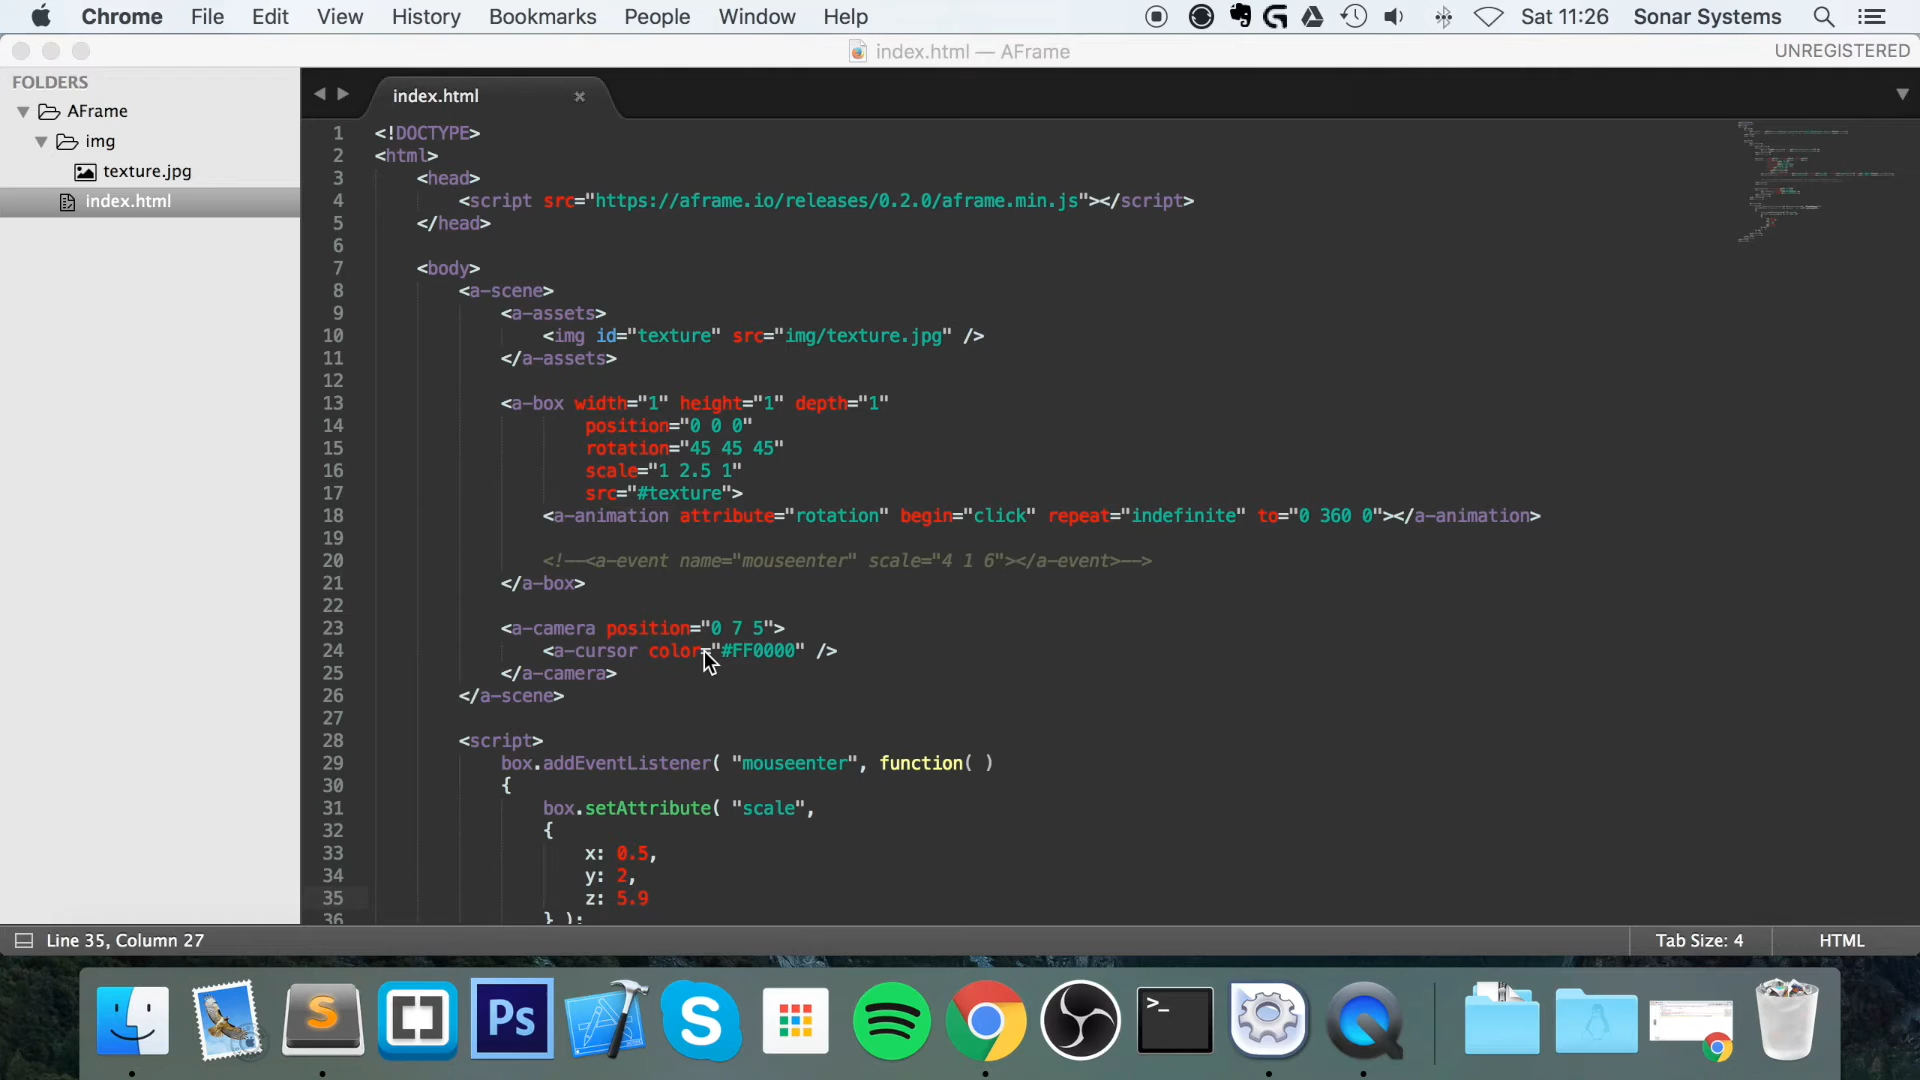 Chrome File Edit View History Bookmarks People Window Help Sat 11:26 Sonar Systems
index.html — AFrame UNREGISTERED
FOLDERS
AFrame
img
texture.jpg
index.html
index.html
1 <!DOCTYPE>
2 <html>
3 <head>
4 <script src="https://aframe.io/releases/0.2.0/aframe.min.js"></script>
5 </head>
6
7 <body>
8 <a-scene>
9 <a-assets>
10 <img id="texture" src="img/texture.jpg" />
11 </a-assets>
12
13 <a-box width="1" height="1" depth="1"
14 position="0 0 0"
15 rotation="45 45 45"
16 scale="1 2.5 1"
17 src="#texture">
18 <a-animation attribute="rotation" begin="click" repeat="indefinite" to="0 360 0"></a-animation>
19
20 <!--<a-event name="mouseenter" scale="4 1 6"></a-event>-->
21 </a-box>
22
23 <a-camera position="0 7 5">
24 <a-cursor color="#FF0000" />
25 </a-camera>
26 </a-scene>
27
28 <script>
29 box.addEventListener( "mouseenter", function( )
30 {
31 box.setAttribute( "scale",
32 {
33 x: 0.5,
34 y: 2,
35 z: 5.9
36 } );
Line 35, Column 27 Tab Size: 4 HTML